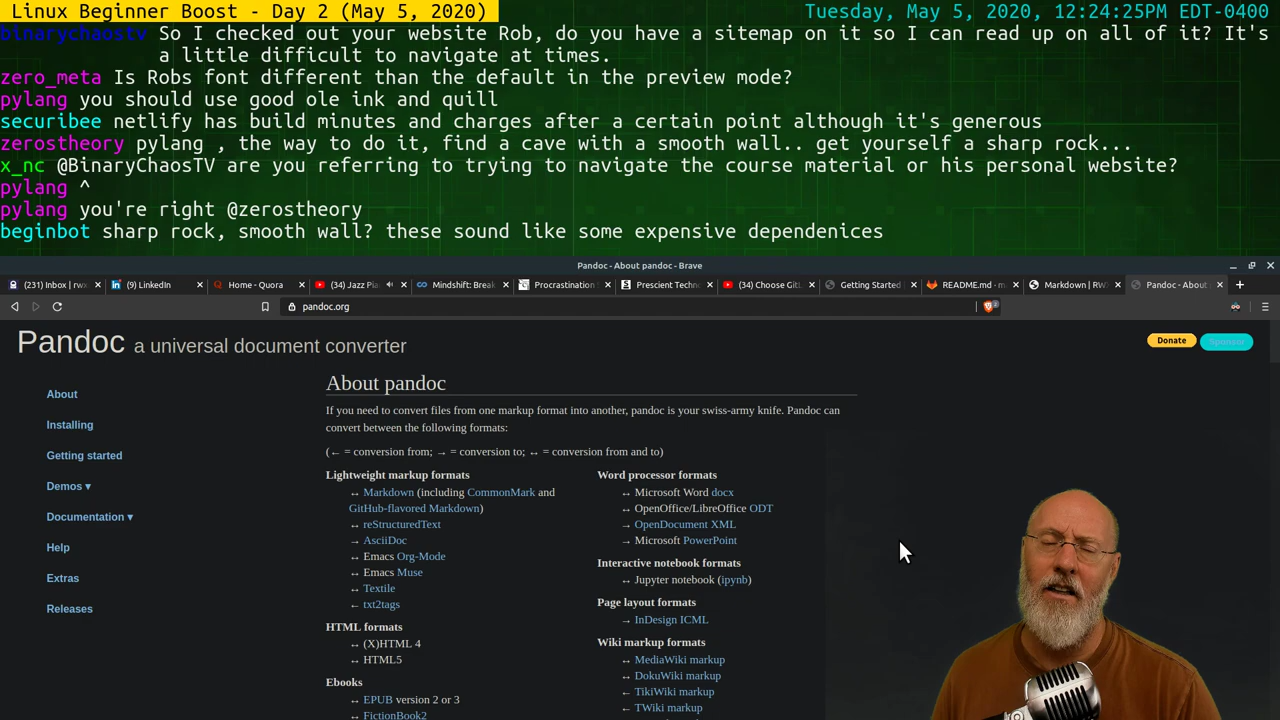 Linux Beginner Boost - Day 2 (May 5, 2020)
Tuesday, May 5, 2020, 12:24:25PM EDT-0400
binarychaostv So I checked out your website Rob, do you have a sitemap on it so I can read up on all of it? It's
a little difficult to navigate at times.
zero_meta Is Robs font different than the default in the preview mode?
pylang you should use good ole ink and quill
securibee netlify has build minutes and charges after a certain point although it's generous
zerostheory pylang , the way to do it, find a cave with a smooth wall.. get yourself a sharp rock...
x_nc @BinaryChaosTV are you referring to trying to navigate the course material or his personal website?
pylang ^
pylang you're right @zerostheory
beginbot sharp rock, smooth wall? these sound like some expensive dependenices
Pandoc - About pandoc - Brave
(231) Inbox | rwx
(9) LinkedIn
Home - Quora
(34) Jazz Pia
Mindshift: Break
Procrastination
Prescient Techno
(34) Choose GitL
Getting Started |
README.md - m
Markdown | RWX
Pandoc - About
pandoc.org
Pandoc a universal document converter
Donate
Sponsor
About
Installing
Getting started
Demos ▾
Documentation ▾
Help
Extras
Releases
About pandoc
If you need to convert files from one markup format into another, pandoc is your swiss-army knife. Pandoc can
convert between the following formats:
(← = conversion from; → = conversion to; ↔ = conversion from and to)
Lightweight markup formats
↔ Markdown (including CommonMark and
GitHub-flavored Markdown)
↔ reStructuredText
→ AsciiDoc
↔ Emacs Org-Mode
↔ Emacs Muse
↔ Textile
← txt2tags
HTML formats
↔ (X)HTML 4
↔ HTML5
Ebooks
↔ EPUB version 2 or 3
↔ FictionBook2
Word processor formats
↔ Microsoft Word docx
↔ OpenOffice/LibreOffice ODT
→ OpenDocument XML
→ Microsoft PowerPoint
Interactive notebook formats
↔ Jupyter notebook (ipynb)
Page layout formats
→ InDesign ICML
Wiki markup formats
↔ MediaWiki markup
↔ DokuWiki markup
← TikiWiki markup
← TWiki markup